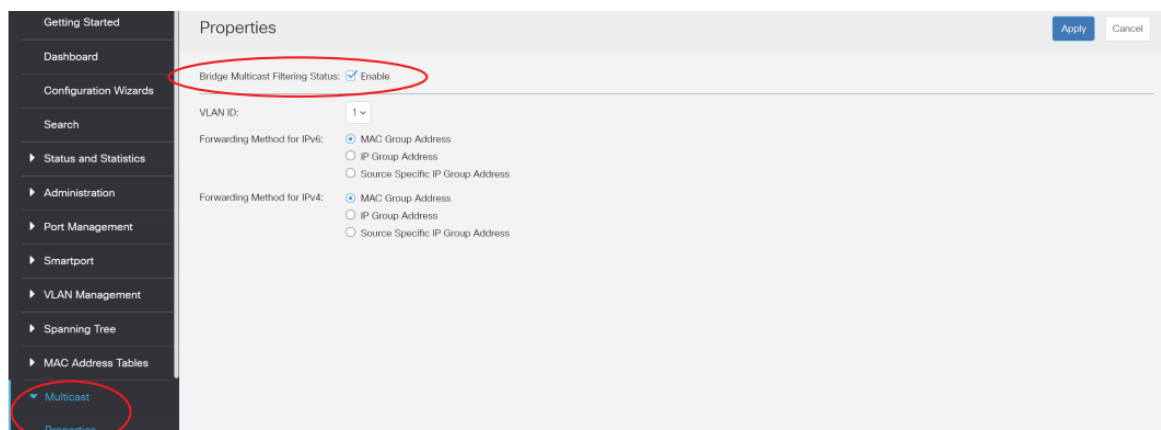 Getting Started
Dashboard
Configuration Wizards
Search
Status and Statistics
Administration
Port Management
Smartport
VLAN Management
Spanning Tree
MAC Address Tables
Multicast
Properties
Properties
Apply
Cancel
Bridge Multicast Filtering Status: Enable
VLAN ID: 1
Forwarding Method for IPv6: MAC Group Address
IP Group Address
Source Specific IP Group Address
Forwarding Method for IPv4: MAC Group Address
IP Group Address
Source Specific IP Group Address